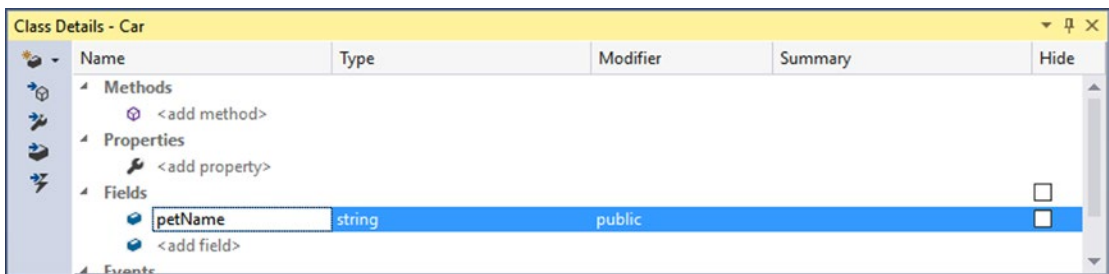 Class Details - Car
Name Type Modifier Summary Hide
Methods
<add method>
Properties
<add property>
Fields
petName string public
<add field>
Events